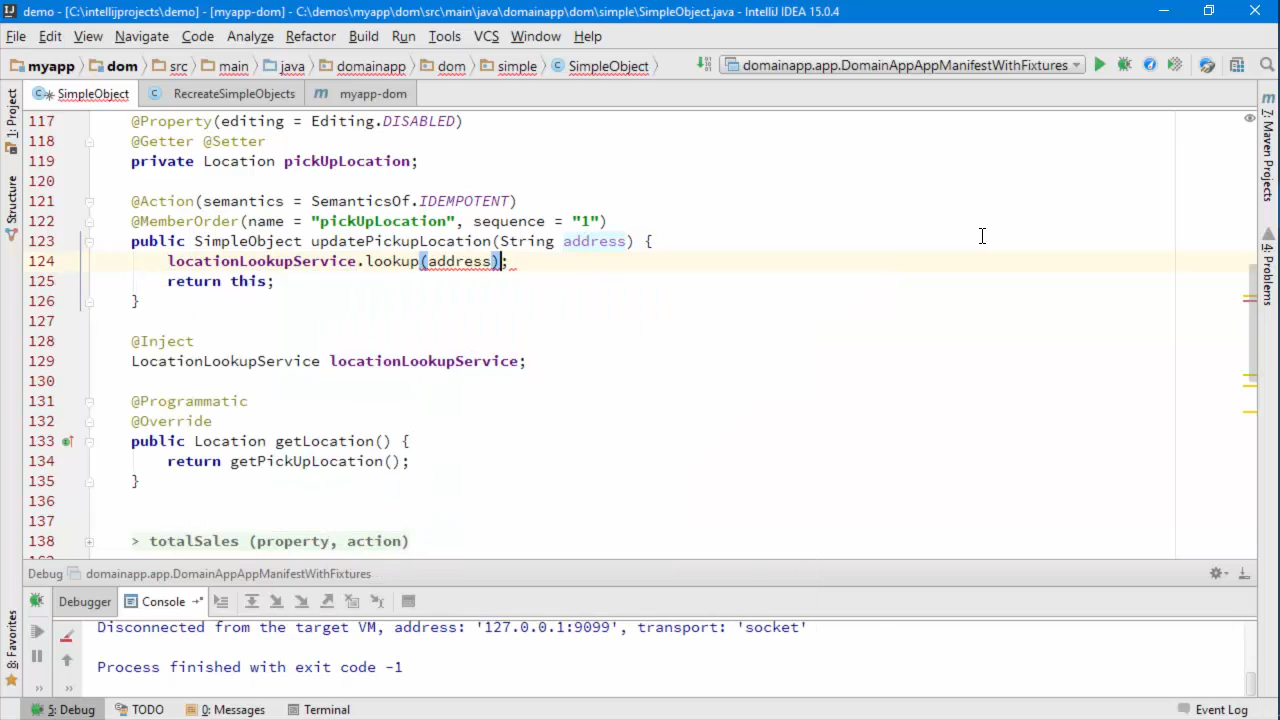 demo - [C:\intellijprojects\demo] - [myapp-dom] - C:\demos\myapp\dom\src\main\java\domainapp\dom\simple\SimpleObject.java - IntelliJ IDEA 15.0.4
File Edit View Navigate Code Analyze Refactor Build Run Tools VCS Window Help
myapp dom src main java domainapp dom simple SimpleObject domainapp.app.DomainAppAppManifestWithFixtures
SimpleObject RecreateSimpleObjects myapp-dom
1: Project
Structure
8: Favorites
117 @Property(editing = Editing.DISABLED)
118 @Getter @Setter
119 private Location pickUpLocation;
120
121 @Action(semantics = SemanticsOf.IDEMPOTENT)
122 @MemberOrder(name = "pickUpLocation", sequence = "1")
123 public SimpleObject updatePickupLocation(String address) {
124 locationLookupService.lookup(address);
125 return this;
126 }
127
128 @Inject
129 LocationLookupService locationLookupService;
130
131 @Programmatic
132 @Override
133 public Location getLocation() {
134 return getPickUpLocation();
135 }
136
137
138 > totalSales (property, action)
Maven Projects
4: Problems
Debug domainapp.app.DomainAppAppManifestWithFixtures
Debugger Console
Disconnected from the target VM, address: '127.0.0.1:9099', transport: 'socket'
Process finished with exit code -1
5: Debug TODO 0: Messages Terminal Event Log